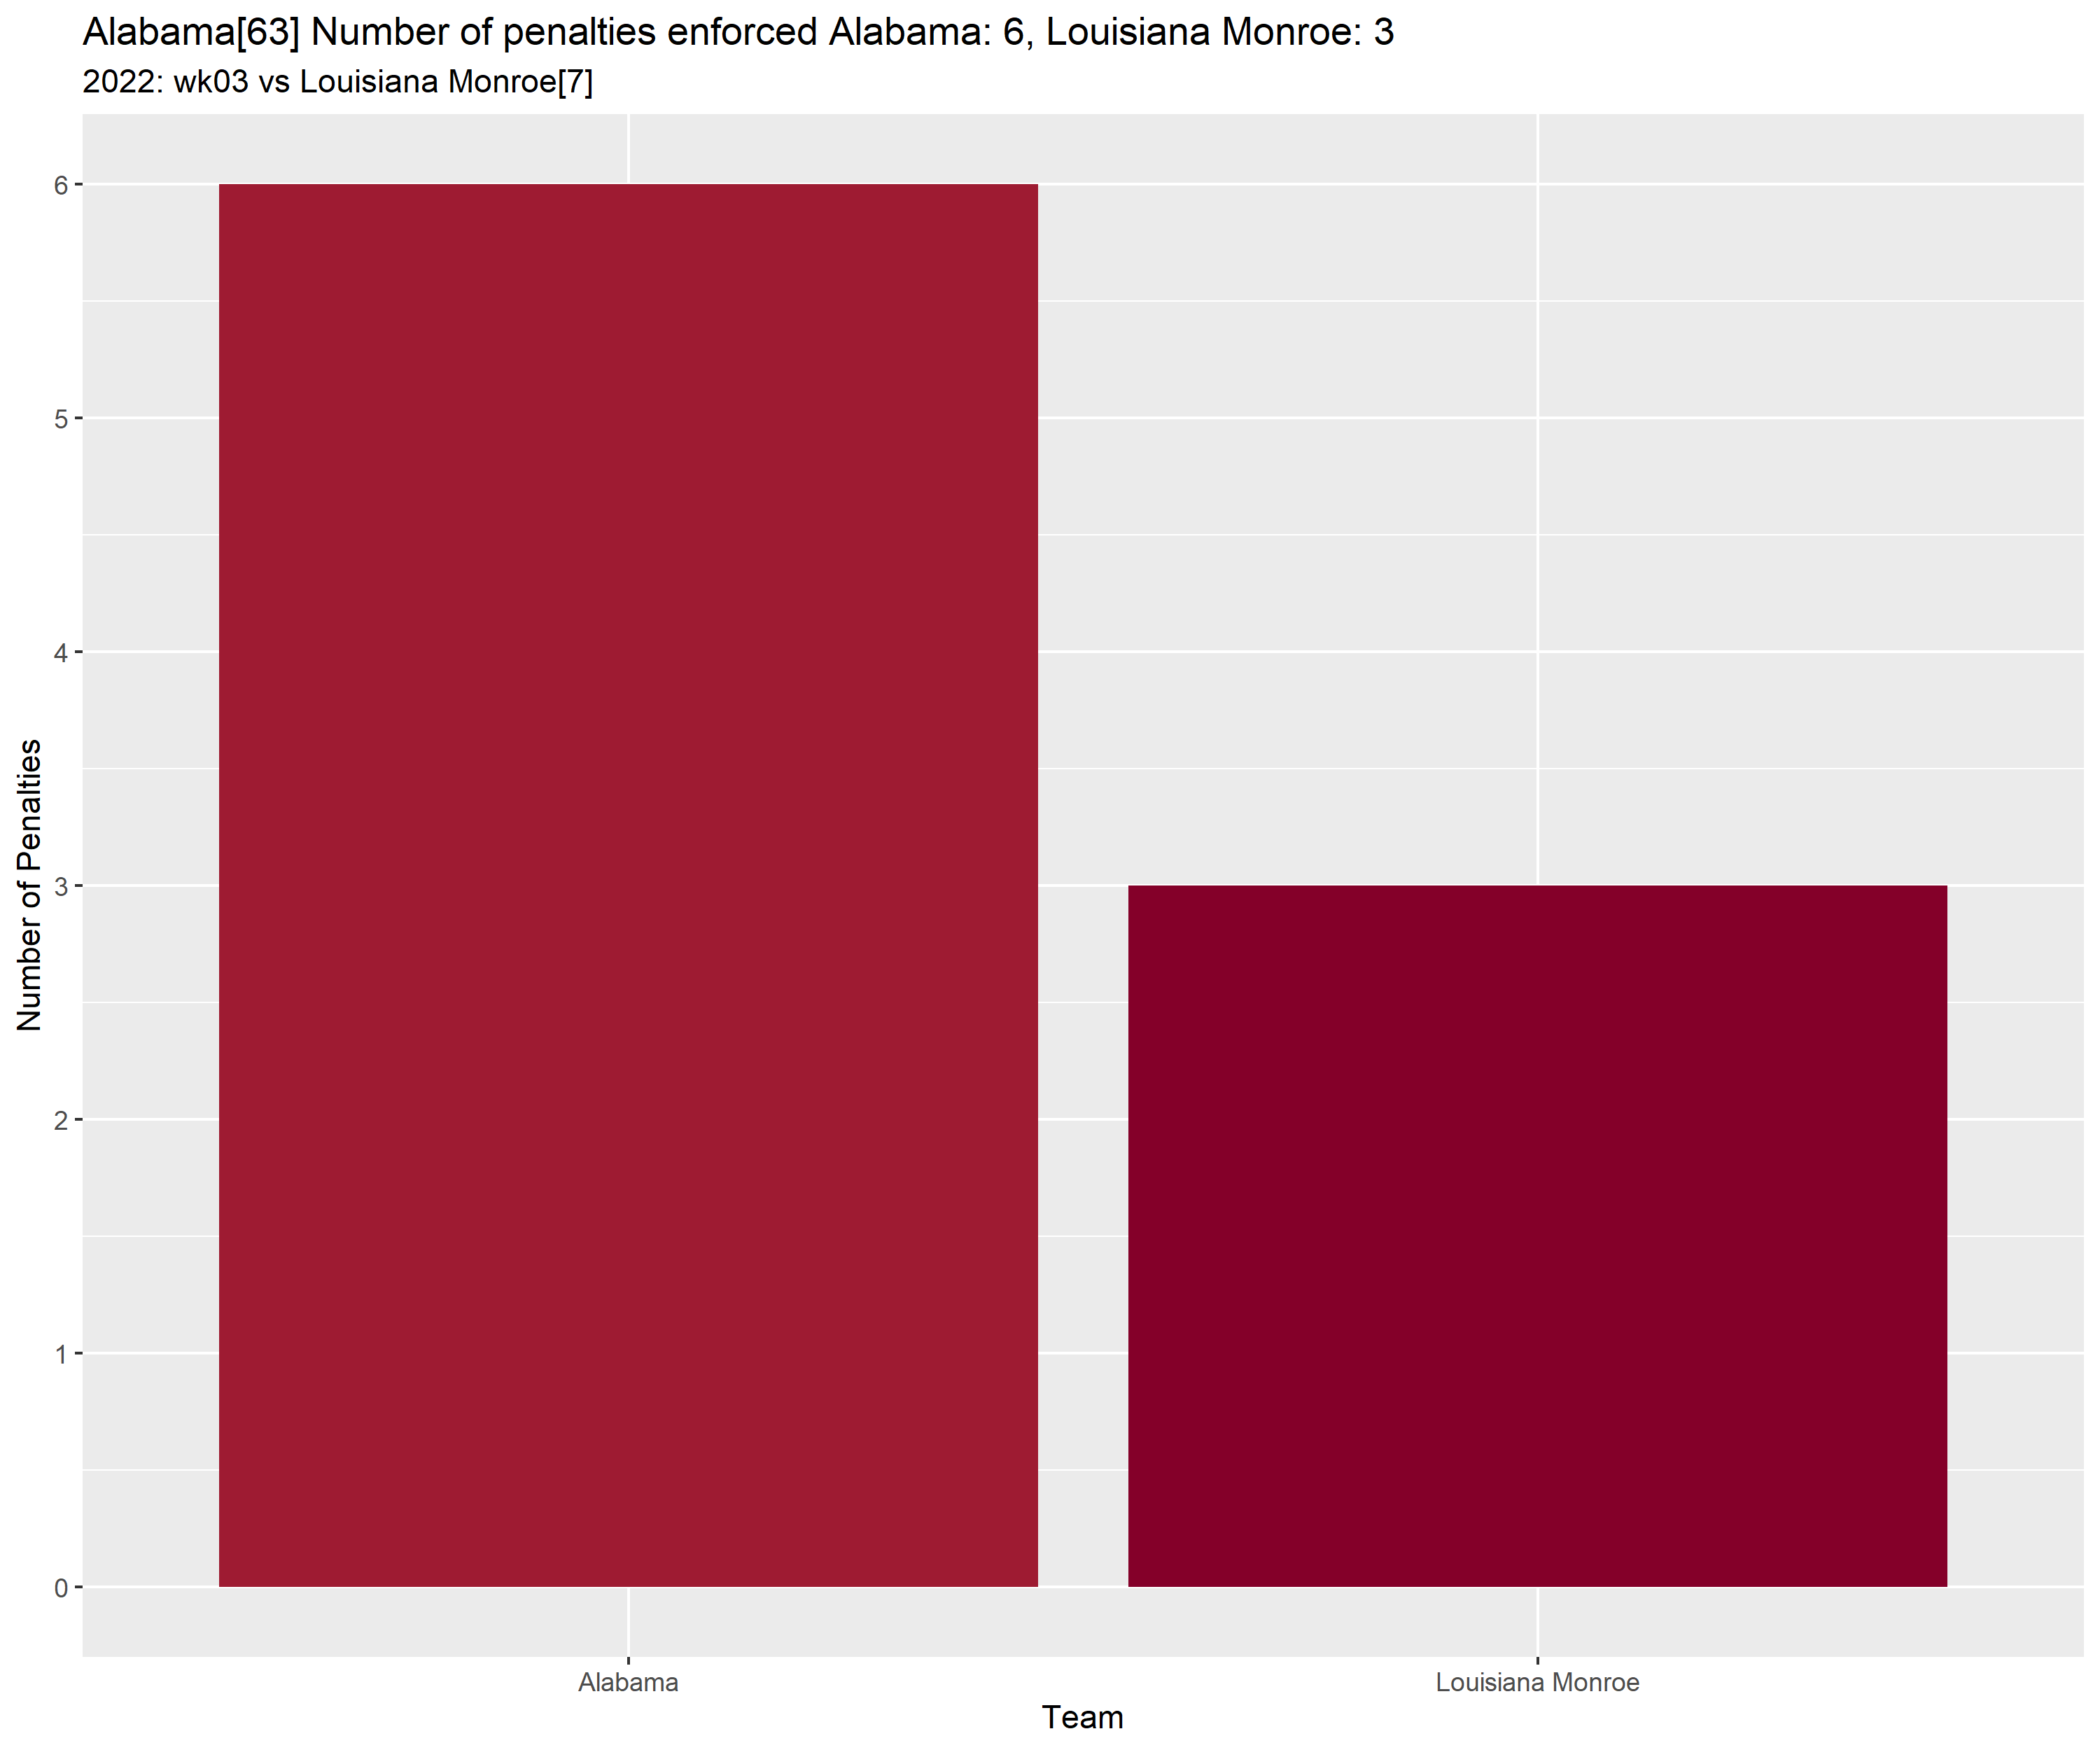 Alabama[63] Number of penalties enforced Alabama: 6, Louisiana Monroe: 3
2022: wk03 vs Louisiana Monroe[7]
6
5
4
3
2
1
0
Number of Penalties
Alabama
Louisiana Monroe
Team